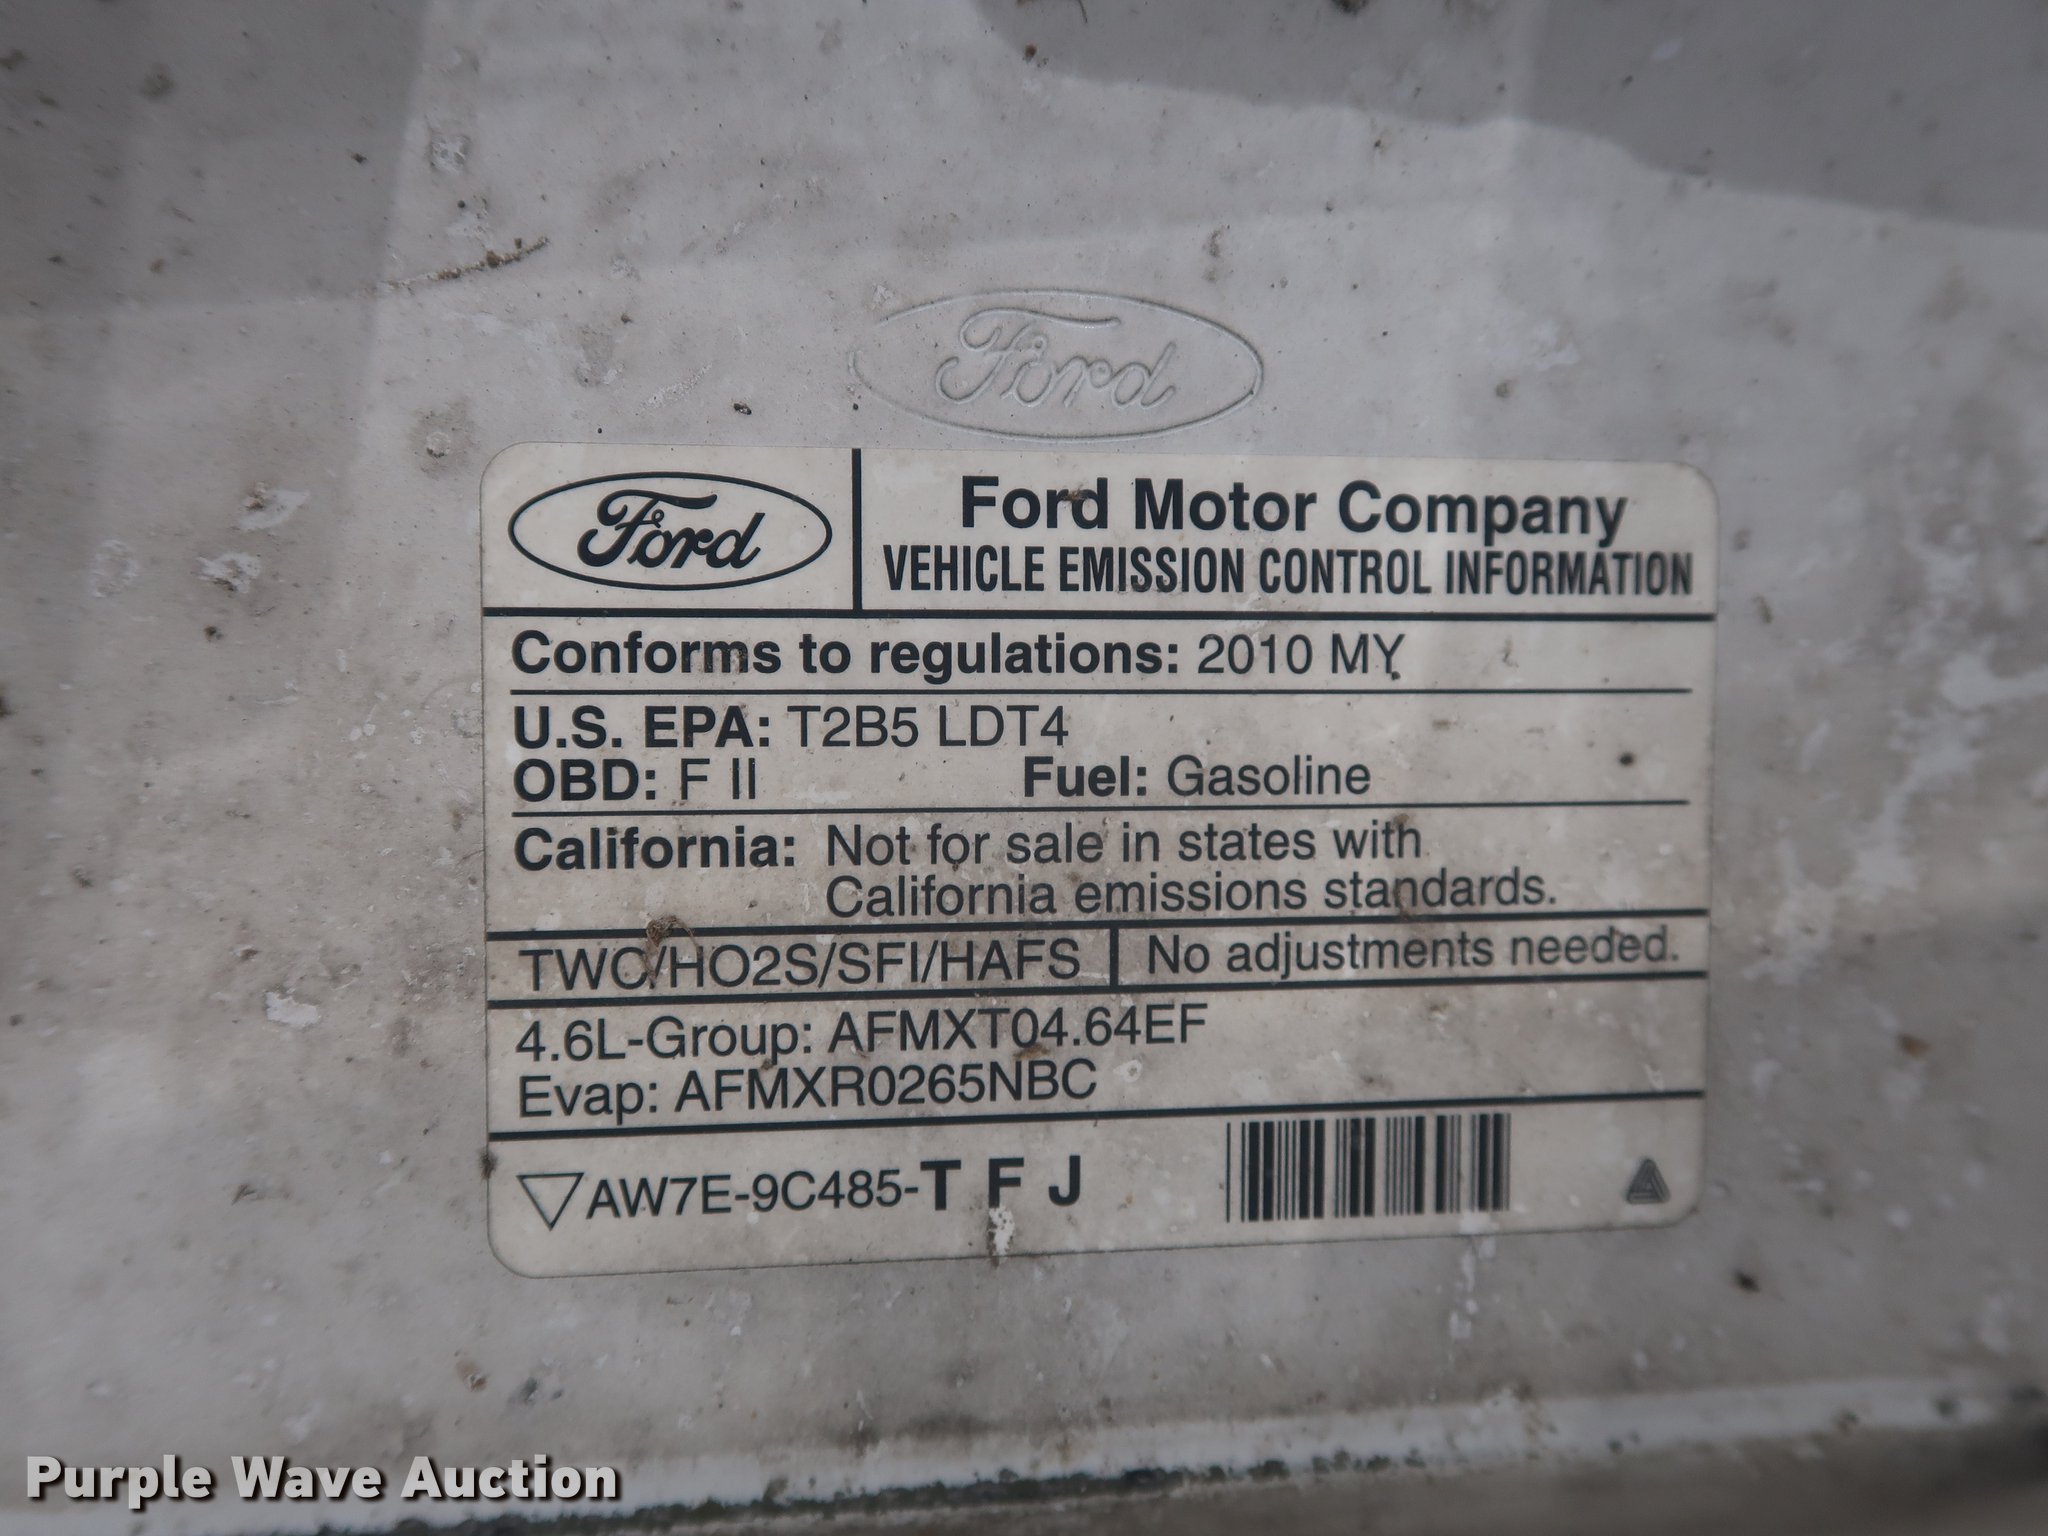 Ford
Ford
Ford Motor Company
VEHICLE EMISSION CONTROL INFORMATION
Conforms to regulations: 2010 MY
U.S. EPA: T2B5 LDT4
OBD: F II Fuel: Gasoline
California: Not for sale in states with
California emissions standards.
TWC/HO2S/SFI/HAFS No adjustments needed.
4.6L-Group: AFMXT04.64EF
Evap: AFMXR0265NBC
AW7E-9C485-T F J
Purple Wave Auction